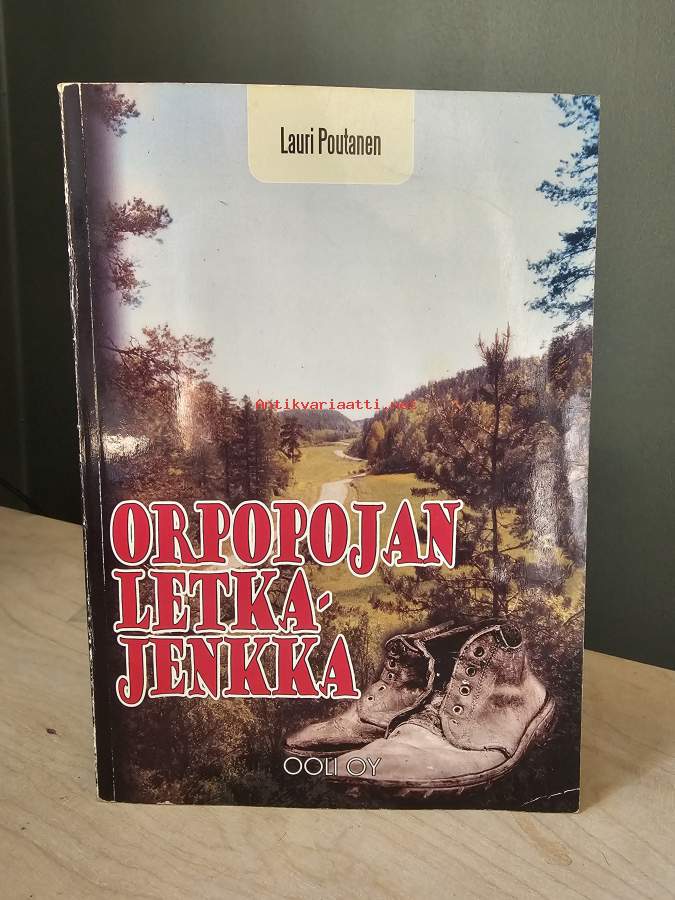 Lauri Poutanen
Antikvariaatti.net
ORPOPOJAN
LETKA-
JENKKA
OOLI OY